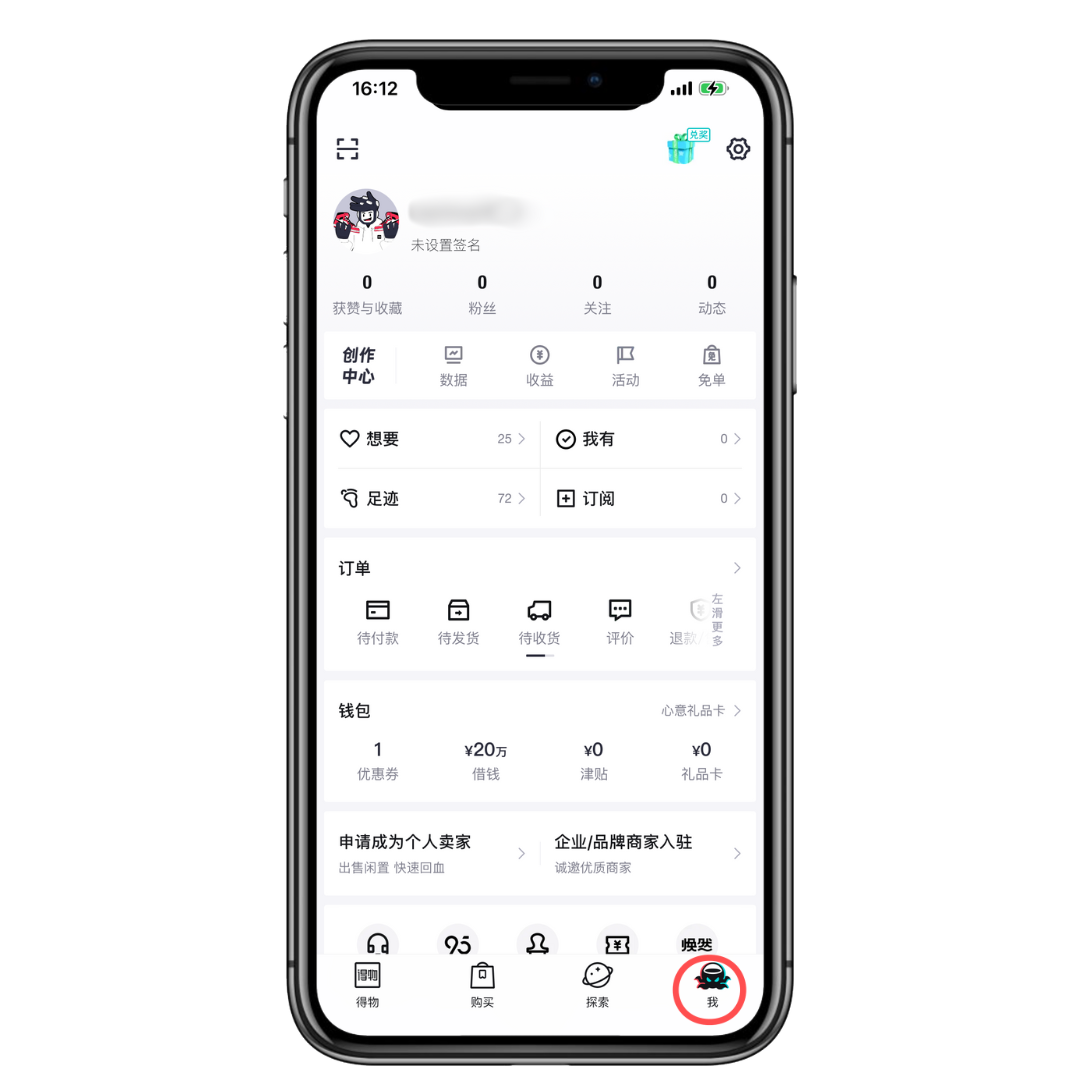 16:12
兑奖
未设置签名
0 0 0 0
获赞与收藏 粉丝 关注 动态
创作
中心
数据 收益 活动 免单
免
想要 25
我有 0
足迹 72
订阅 0
订单
待付款 待发货 待收货 评价 退款
左滑更多
钱包 心意礼品卡
1 ¥20万 ¥0 ¥0
优惠券 借钱 津贴 礼品卡
申请成为个人卖家
出售闲置 快速回血
企业/品牌商家入驻
诚邀优质商家
95 焕然
得物
得物 购买 探索 我